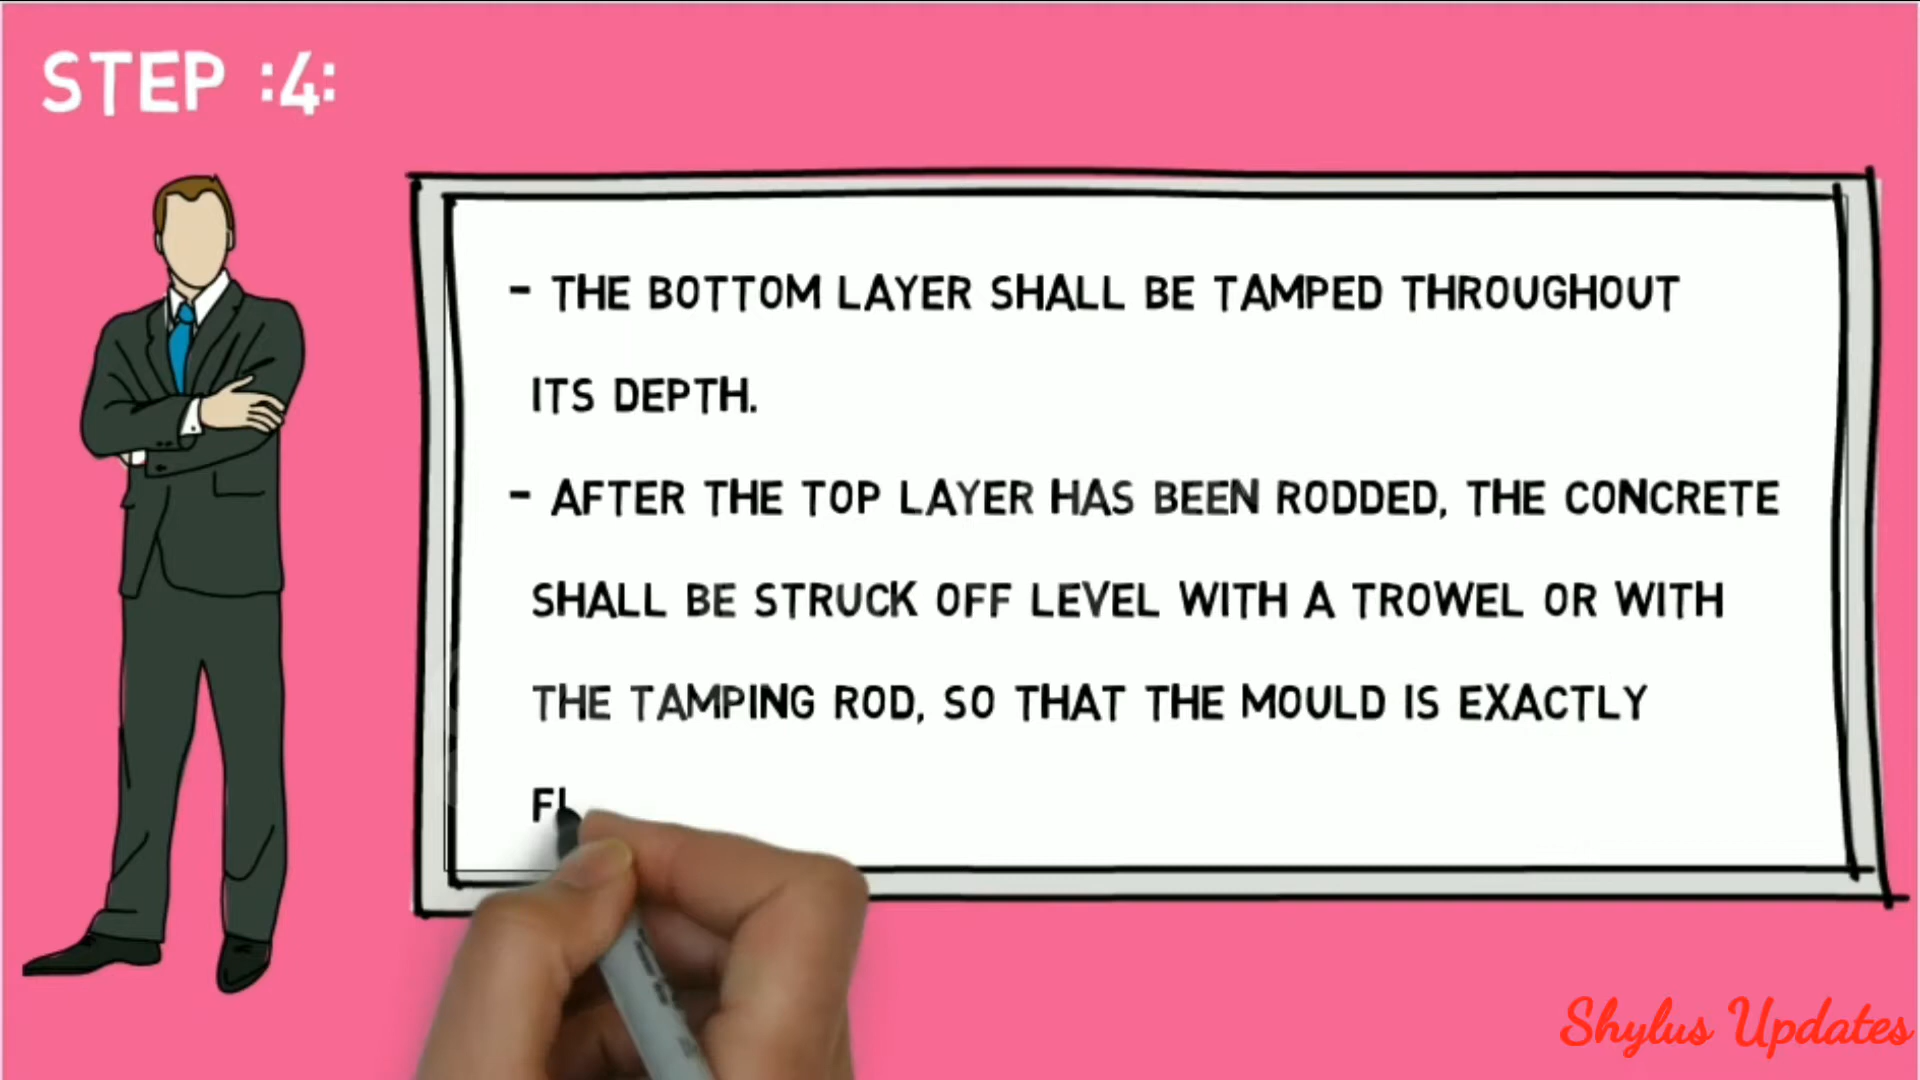 STEP :4:
- THE BOTTOM LAYER SHALL BE TAMPED THROUGHOUT
ITS DEPTH.
- AFTER THE TOP LAYER HAS BEEN RODDED, THE CONCRETE
SHALL BE STRUCK OFF LEVEL WITH A TROWEL OR WITH
THE TAMPING ROD, SO THAT THE MOULD IS EXACTLY
Shylus Updates